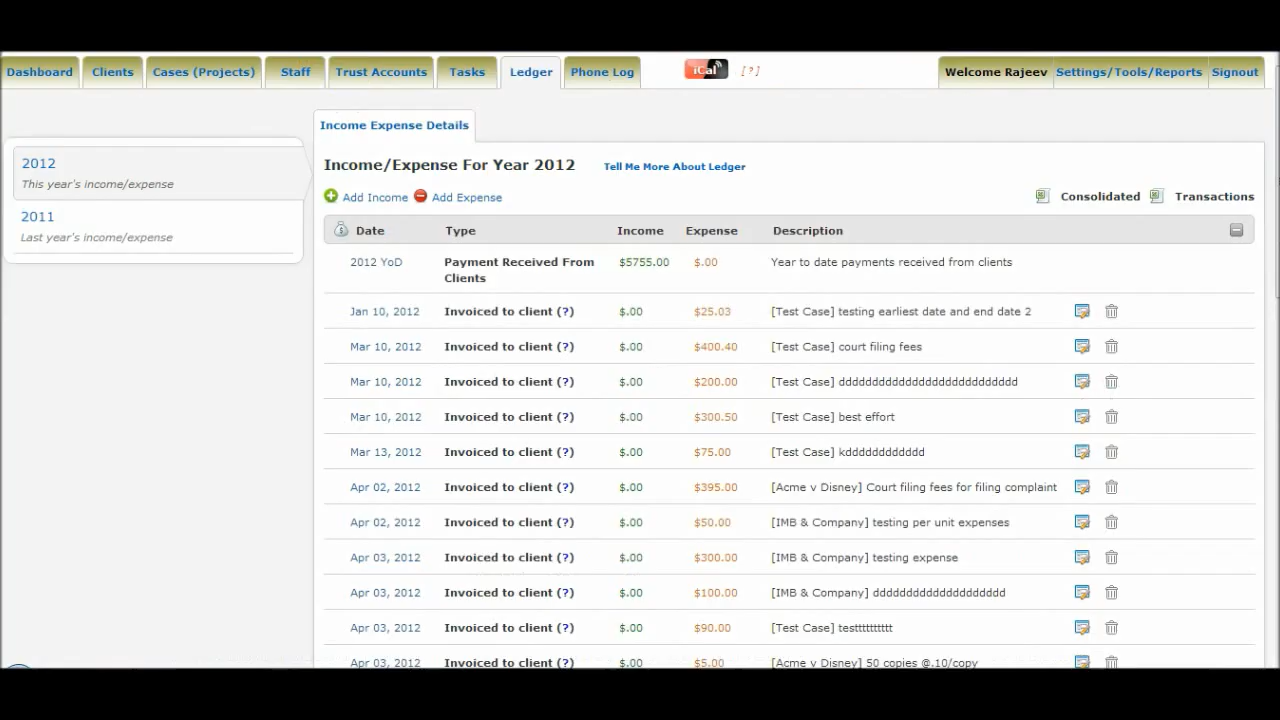 Dashboard Clients Cases (Projects) Staff Trust Accounts Tasks Ledger Phone Log iCal [?] Welcome Rajeev Settings/Tools/Reports Signout
Income Expense Details
2012
This year's income/expense
2011
Last year's income/expense
Income/Expense For Year 2012 Tell Me More About Ledger
Add Income Add Expense Consolidated Transactions
Date Type Income Expense Description
2012 YoD Payment Received From Clients $5755.00 $.00 Year to date payments received from clients
Jan 10, 2012 Invoiced to client (?) $.00 $25.03 [Test Case] testing earliest date and end date 2
Mar 10, 2012 Invoiced to client (?) $.00 $400.40 [Test Case] court filing fees
Mar 10, 2012 Invoiced to client (?) $.00 $200.00 [Test Case] ddddddddddddddddddddddddddd
Mar 10, 2012 Invoiced to client (?) $.00 $300.50 [Test Case] best effort
Mar 13, 2012 Invoiced to client (?) $.00 $75.00 [Test Case] kdddddddddddd
Apr 02, 2012 Invoiced to client (?) $.00 $395.00 [Acme v Disney] Court filing fees for filing complaint
Apr 02, 2012 Invoiced to client (?) $.00 $50.00 [IMB & Company] testing per unit expenses
Apr 03, 2012 Invoiced to client (?) $.00 $300.00 [IMB & Company] testing expense
Apr 03, 2012 Invoiced to client (?) $.00 $100.00 [IMB & Company] dddddddddddddddddddd
Apr 03, 2012 Invoiced to client (?) $.00 $90.00 [Test Case] testttttttttt
Apr 03, 2012 Invoiced to client (?) $.00 $5.00 [Acme v Disney] 50 copies @.10/copy